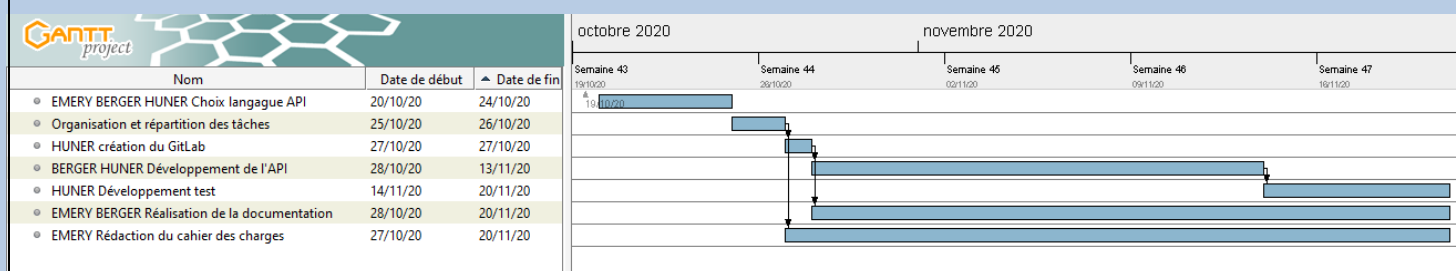 GANTT
project
octobre 2020 novembre 2020
Semaine 43 Semaine 44 Semaine 45 Semaine 46 Semaine 47
19/10/20 26/10/20 02/11/20 09/11/20 16/11/20
Nom Date de début Date de fin
19/10/20
EMERY BERGER HUNER Choix langague API 20/10/20 24/10/20
Organisation et répartition des tâches 25/10/20 26/10/20
HUNER création du GitLab 27/10/20 27/10/20
BERGER HUNER Développement de l'API 28/10/20 13/11/20
HUNER Développement test 14/11/20 20/11/20
EMERY BERGER Réalisation de la documentation 28/10/20 20/11/20
EMERY Rédaction du cahier des charges 27/10/20 20/11/20